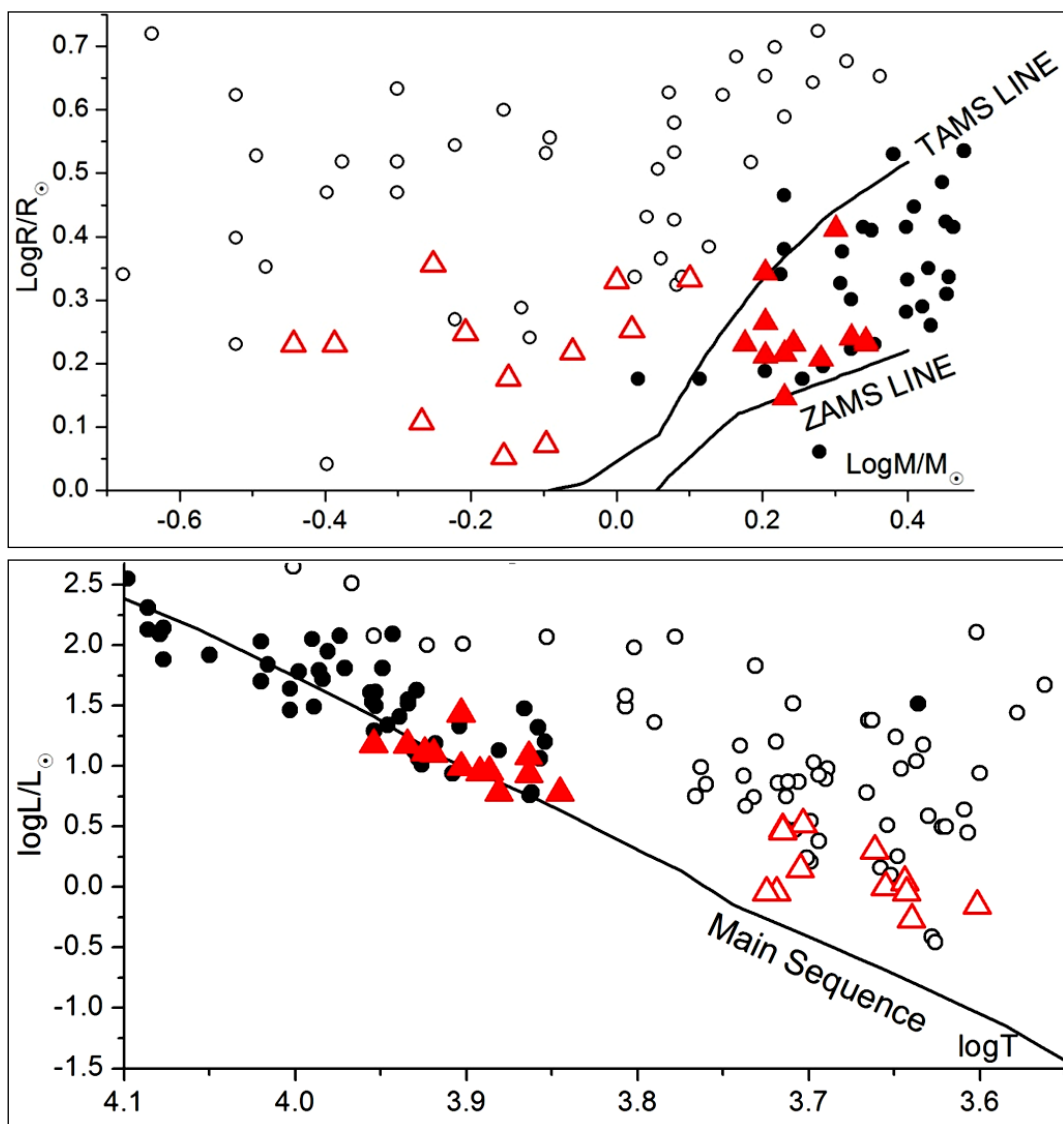 0.7
0.6
0.5
0.4
0.3
0.2
0.1
0.0
LogR/R☉
TAMS LINE
ZAMS LINE
LogM/M☉
-0.6 -0.4 -0.2 0.0 0.2 0.4
2.5
2.0
1.5
1.0
0.5
0.0
-0.5
-1.0
-1.5
logL/L☉
Main Sequence
logT
4.1 4.0 3.9 3.8 3.7 3.6